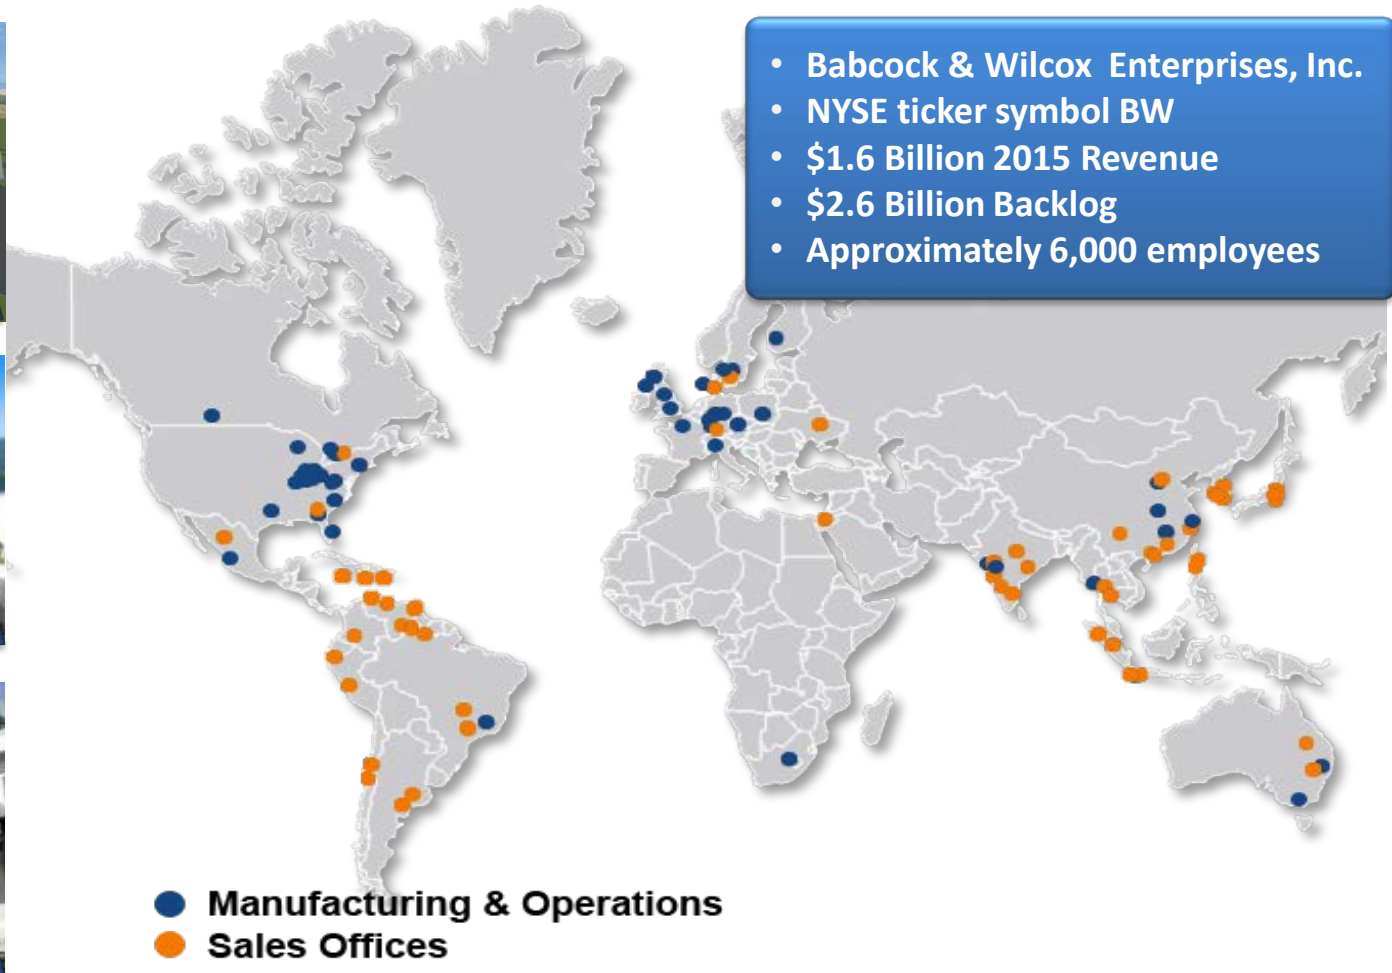 • Babcock & Wilcox Enterprises, Inc.
• NYSE ticker symbol BW
• $1.6 Billion 2015 Revenue
• $2.6 Billion Backlog
• Approximately 6,000 employees
Manufacturing & Operations
Sales Offices